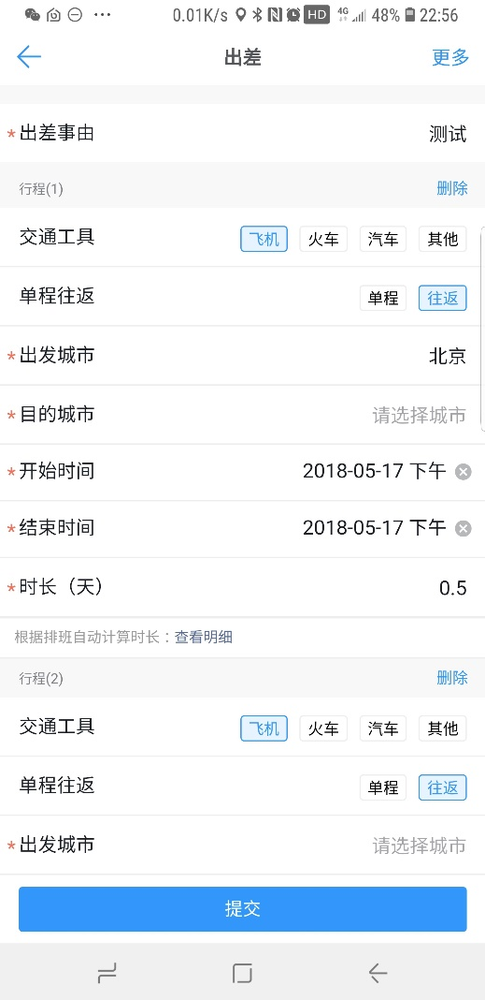 0.01K/s HD 4G 48% 22:56
出差 更多
*出差事由 测试
行程(1) 删除
交通工具 飞机 火车 汽车 其他
单程往返 单程 往返
*出发城市 北京
*目的城市 请选择城市
*开始时间 2018-05-17 下午
*结束时间 2018-05-17 下午
*时长（天） 0.5
根据排班自动计算时长：查看明细
行程(2) 删除
交通工具 飞机 火车 汽车 其他
单程往返 单程 往返
*出发城市 请选择城市
提交